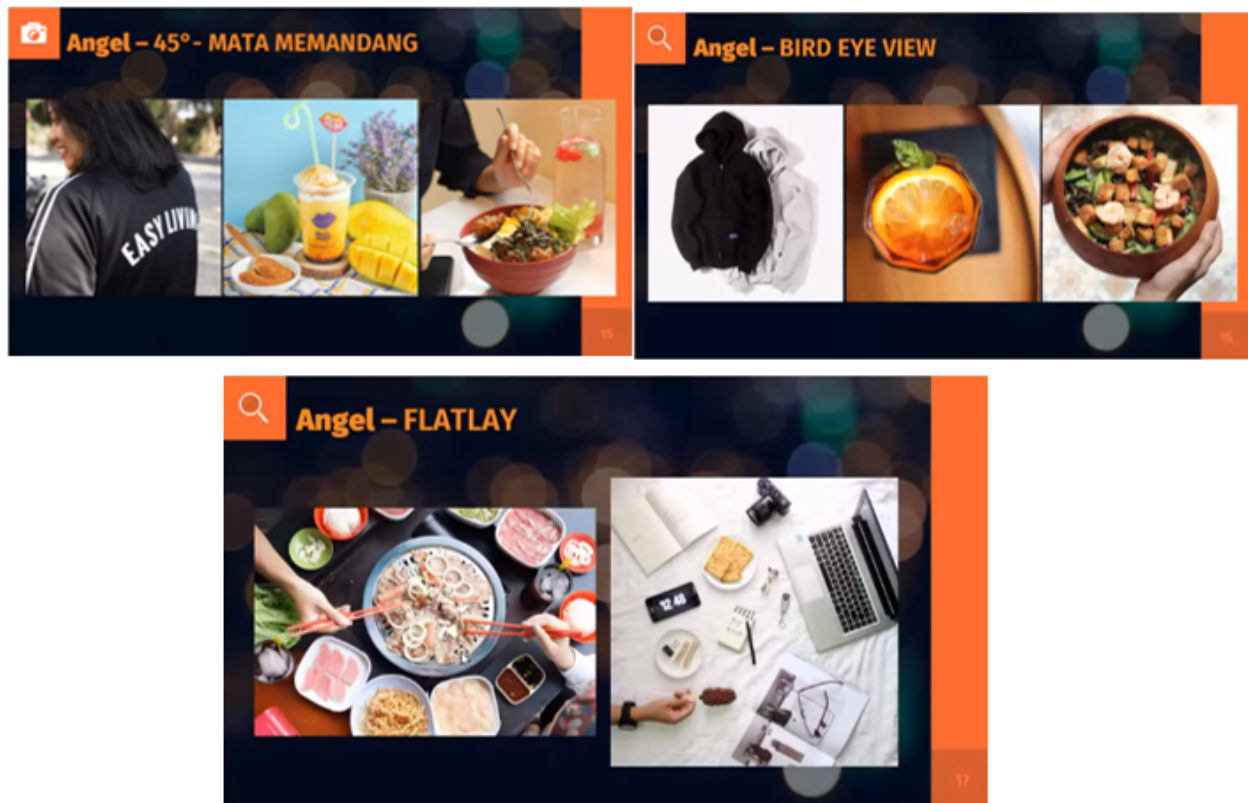 Angel – 45°- MATA MEMANDANG
EASY LIVIN
15
Angel – BIRD EYE VIEW
16
Angel – FLATLAY
12 48
17